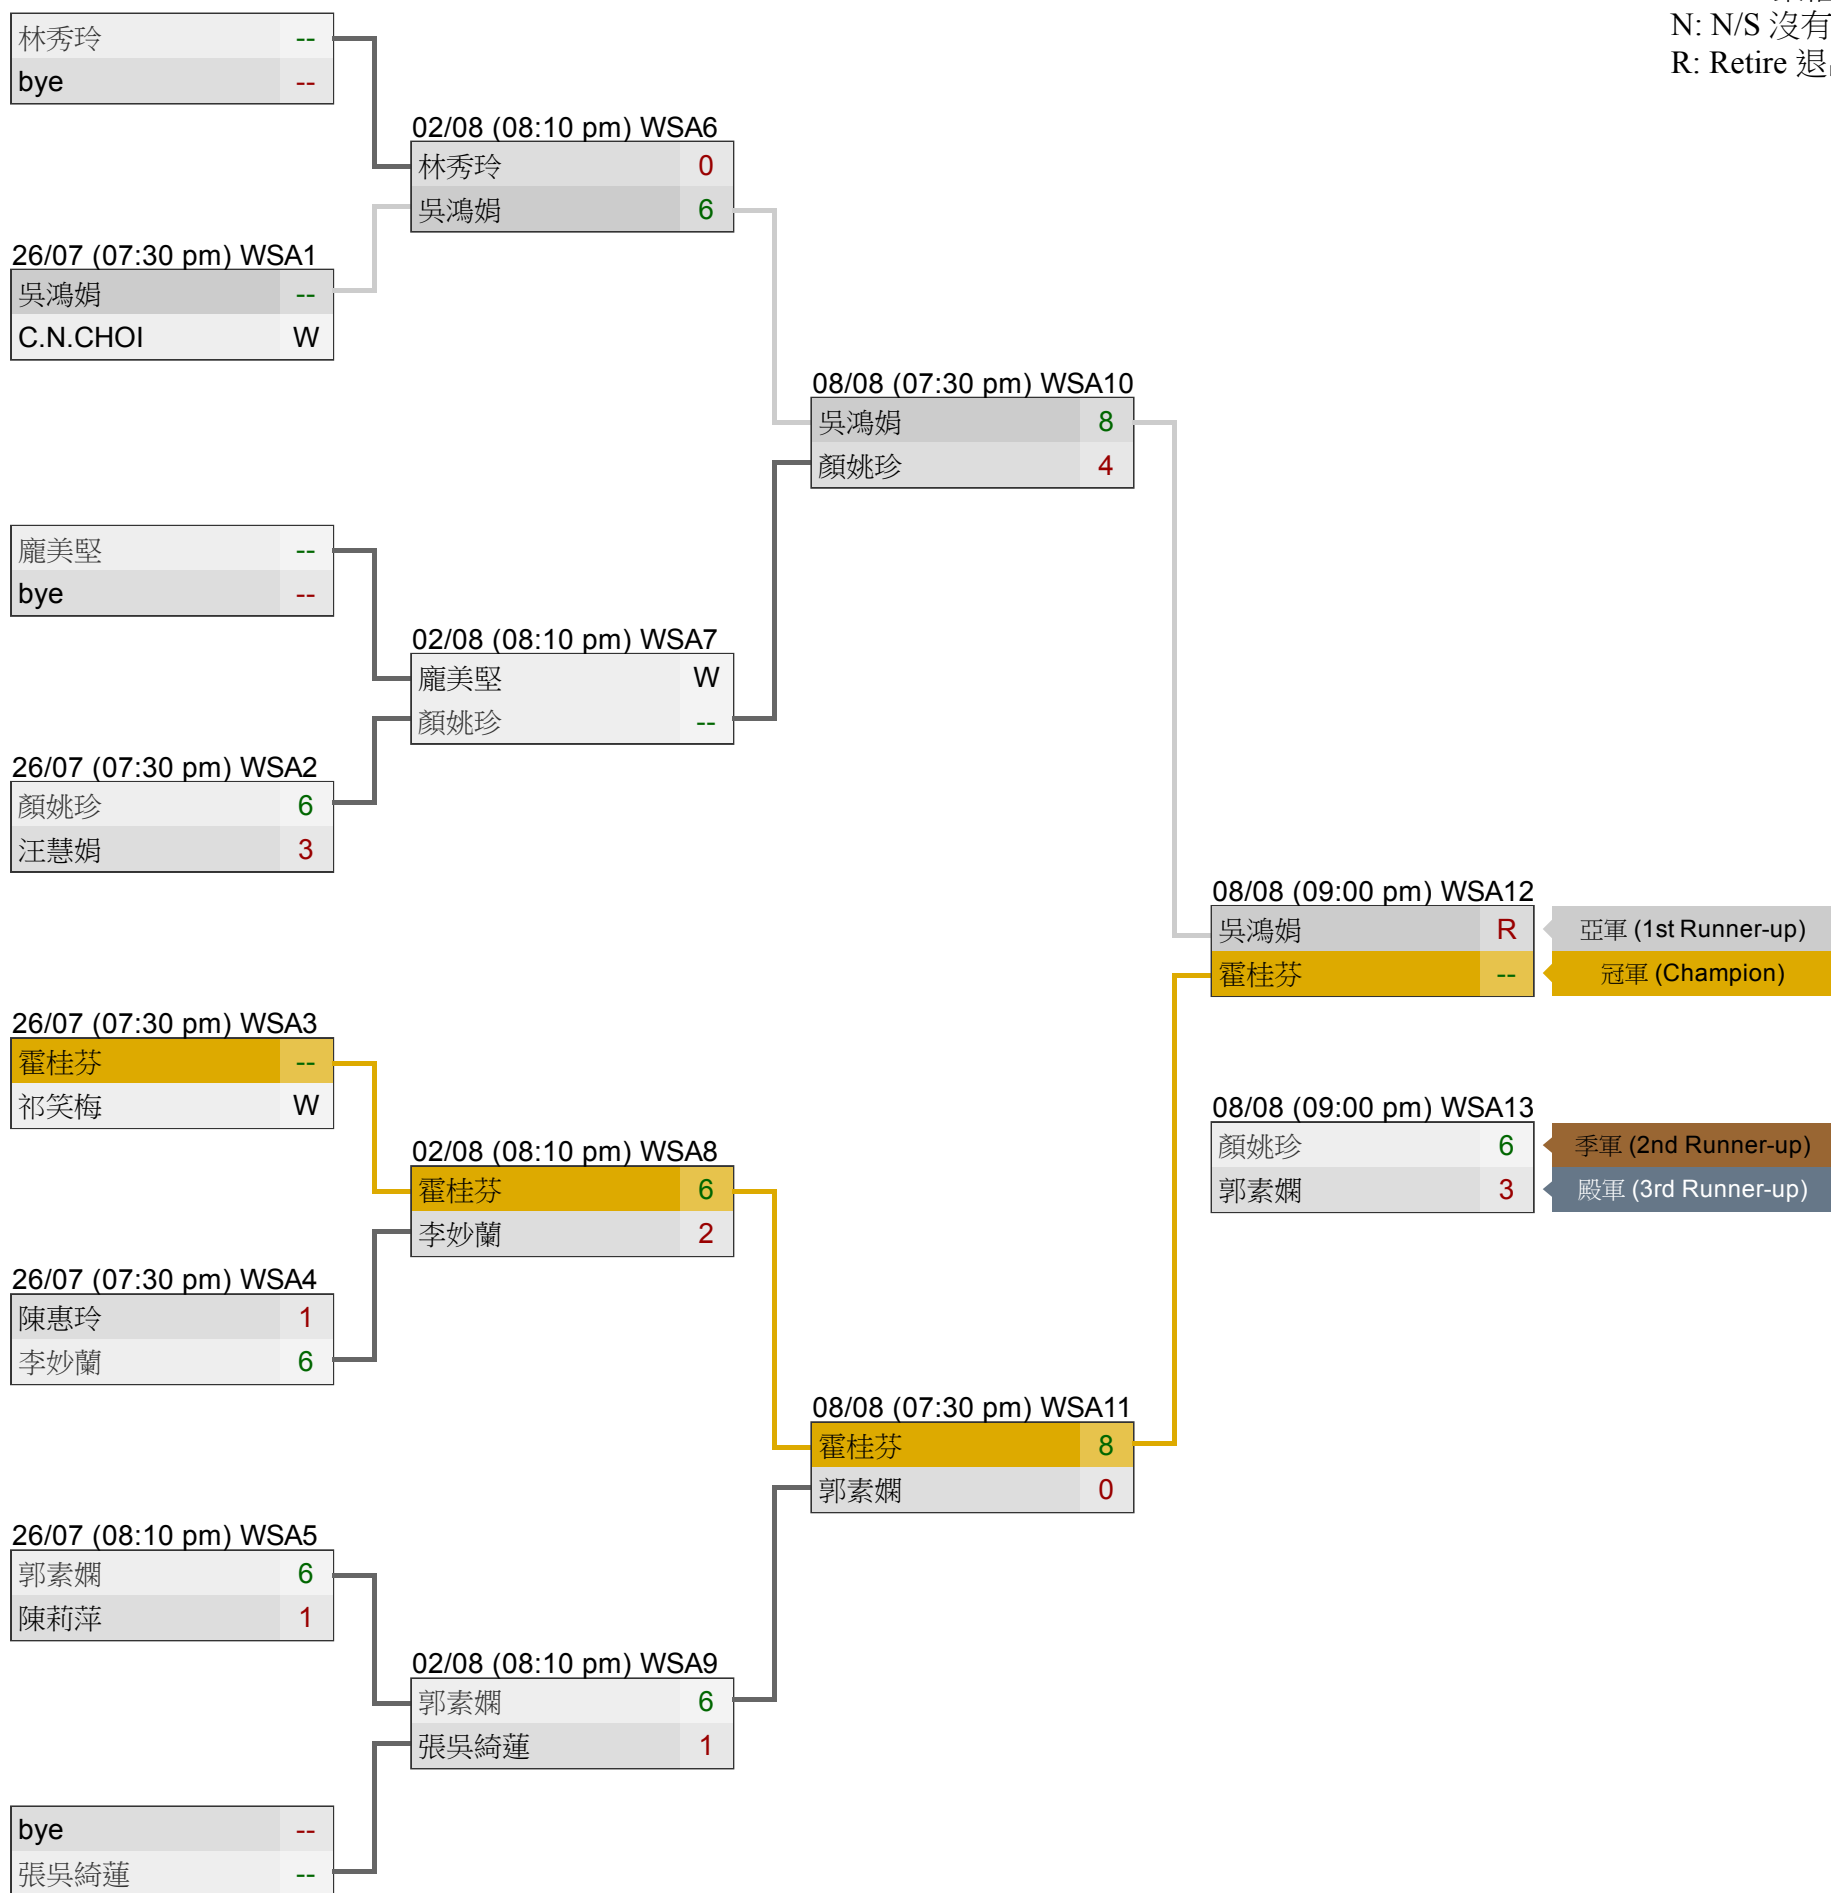 N: N/S 沒有
R: Retire 退
林秀玲 --
bye --
02/08 (08:10 pm) WSA6
林秀玲 0
吳鴻娟 6
26/07 (07:30 pm) WSA1
吳鴻娟 --
C.N.CHOI W
08/08 (07:30 pm) WSA10
吳鴻娟 8
顏姚珍 4
龐美堅 --
bye --
02/08 (08:10 pm) WSA7
龐美堅 W
顏姚珍 --
26/07 (07:30 pm) WSA2
顏姚珍 6
汪慧娟 3
08/08 (09:00 pm) WSA12
吳鴻娟 R 亞軍 (1st Runner-up)
霍桂芬 -- 冠軍 (Champion)
26/07 (07:30 pm) WSA3
霍桂芬 --
祁笑梅 W
08/08 (09:00 pm) WSA13
顏姚珍 6 季軍 (2nd Runner-up)
郭素嫻 3 殿軍 (3rd Runner-up)
02/08 (08:10 pm) WSA8
霍桂芬 6
李妙蘭 2
26/07 (07:30 pm) WSA4
陳惠玲 1
李妙蘭 6
08/08 (07:30 pm) WSA11
霍桂芬 8
郭素嫻 0
26/07 (08:10 pm) WSA5
郭素嫻 6
陳莉萍 1
02/08 (08:10 pm) WSA9
郭素嫻 6
張吳綺蓮 1
bye --
張吳綺蓮 --